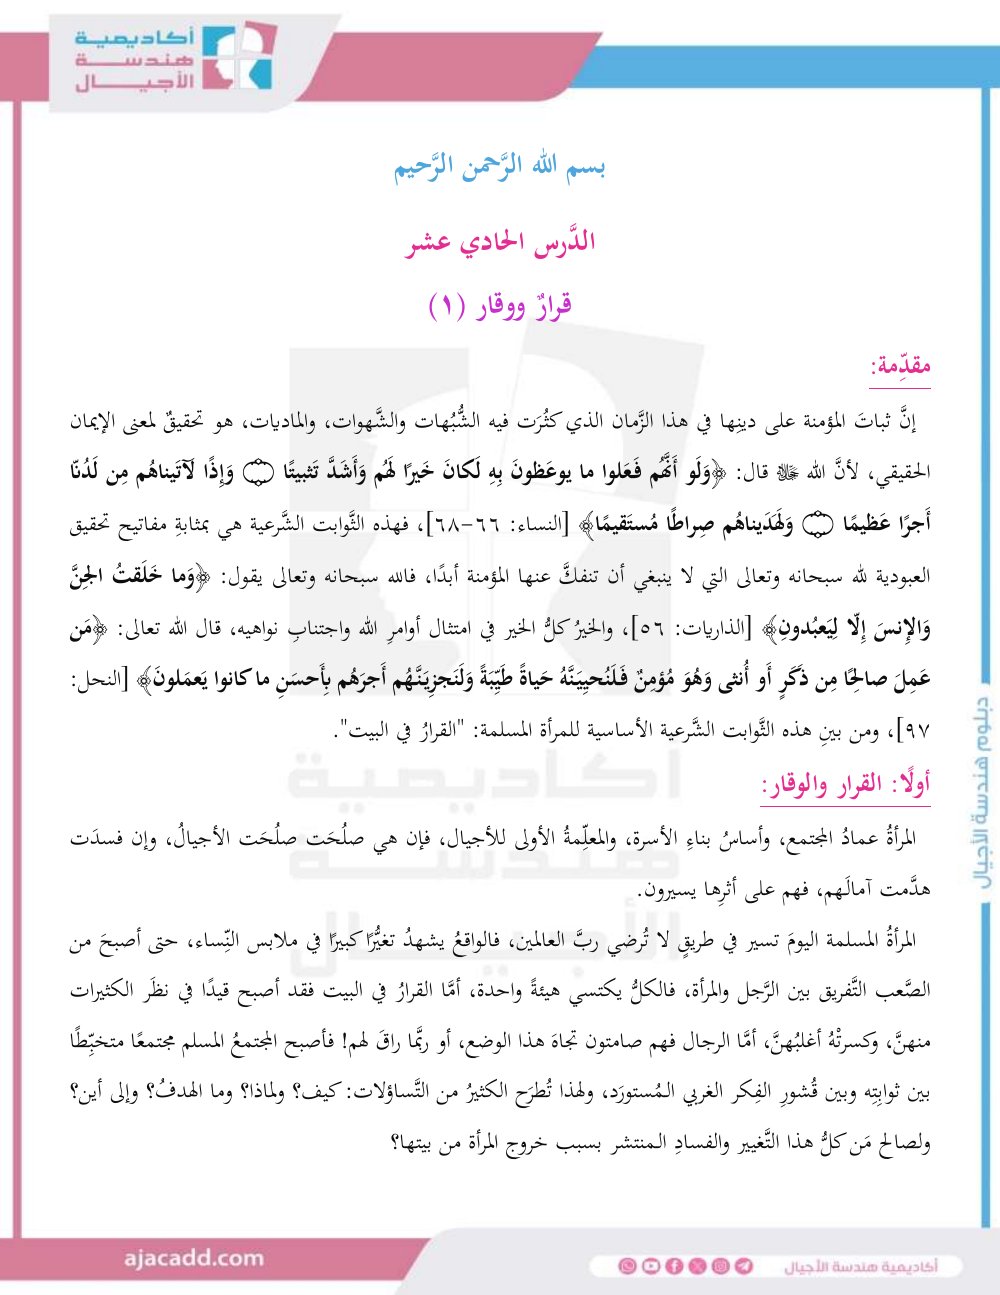 أكاديمية
هندسة
الأجيال
بسم الله الرَّحمن الرَّحيم
الدَّرس الحادي عشر
قرارٌ ووقار (١)
مقدِّمة:
إنَّ ثباتَ المؤمنة على دينِها في هذا الزَّمان الذي كثُرَت فيه الشُّبُهات والشَّهوات، والماديات، هو تحقيقٌ لمعنى الإيمان
الحقيقي، لأنَّ الله ﷻ قال: ﴿وَلَو أَنَّهُم فَعَلوا ما يوعَظونَ بِهِ لَكانَ خَيرًا لَهُم وَأَشَدَّ تَثبيتًا ۝ وَإِذًا لَآتَيناهُم مِن لَدُنّا
أَجرًا عَظيمًا ۝ وَلَهَدَيناهُم صِراطًا مُستَقيمًا﴾ [النساء: ٦٦-٦٨]، فهذه الثَّوابت الشَّرعية هي بمثابةِ مفاتيح تحقيق
العبودية لله سبحانه وتعالى التي لا ينبغي أن تنفكَّ عنها المؤمنة أبدًا، فالله سبحانه وتعالى يقول: ﴿وَما خَلَقتُ الجِنَّ
وَالإِنسَ إِلّا لِيَعبُدونِ﴾ [الذاريات: ٥٦]، والخيرُ كلُّ الخير في امتثال أوامرِ الله واجتنابِ نواهيه، قال الله تعالى: ﴿مَن
عَمِلَ صالِحًا مِن ذَكَرٍ أَو أُنثى وَهُوَ مُؤمِنٌ فَلَنُحيِيَنَّهُ حَياةً طَيِّبَةً وَلَنَجزِيَنَّهُم أَجرَهُم بِأَحسَنِ ما كانوا يَعمَلونَ﴾ [النحل:
٩٧]، ومن بينِ هذه الثَّوابت الشَّرعية الأساسية للمرأة المسلمة: "القرارُ في البيت".
أولًا: القرار والوقار:
المرأةُ عمادُ المجتمع، وأساسُ بناءِ الأسرة، والمعلِّمةُ الأولى للأجيال، فإن هي صلُحَت صلُحَت الأجيالُ، وإن فسدَت
هدَّمت آمالَهم، فهم على أثرِها يسيرون.
المرأةُ المسلمة اليومَ تسير في طريقٍ لا تُرضي ربَّ العالمين، فالواقعُ يشهدُ تغيُّرًا كبيرًا في ملابس النِّساء، حتى أصبحَ من
الصَّعب التَّفريق بين الرَّجل والمرأة، فالكلُّ يكتسي هيئةً واحدة، أمَّا القرارُ في البيت فقد أصبح قيدًا في نظَر الكثيرات
منهنَّ، وكسرتْهُ أغلبُهنَّ، أمَّا الرجال فهم صامتون تجاهَ هذا الوضع، أو ربَّما راقَ لهم! فأصبح المجتمعُ المسلم مجتمعًا متخبِّطًا
بين ثوابتِه وبين قُشورِ الفِكر الغربي المُستورَد، ولهذا تُطرَح الكثيرُ من التَّساؤلات: كيف؟ ولماذا؟ وما الهدفُ؟ وإلى أين؟
ولصالح مَن كلُّ هذا التَّغيير والفسادِ المنتشر بسبب خروج المرأة من بيتها؟
دبلوم هندسة الأجيال
أكاديمية
هندسة
الأجيال
ajacadd.com
أكاديمية هندسة الأجيال